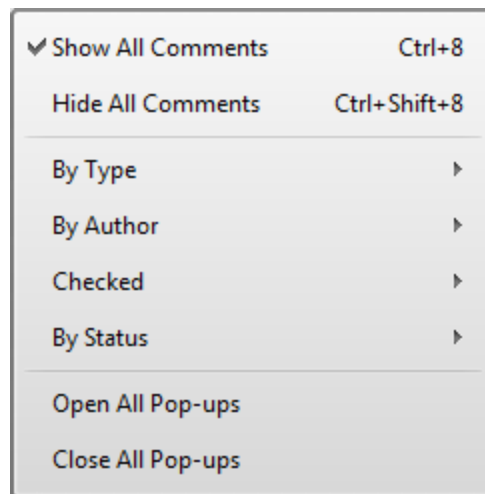 Show All Comments Ctrl+8
Hide All Comments Ctrl+Shift+8
By Type
By Author
Checked
By Status
Open All Pop-ups
Close All Pop-ups